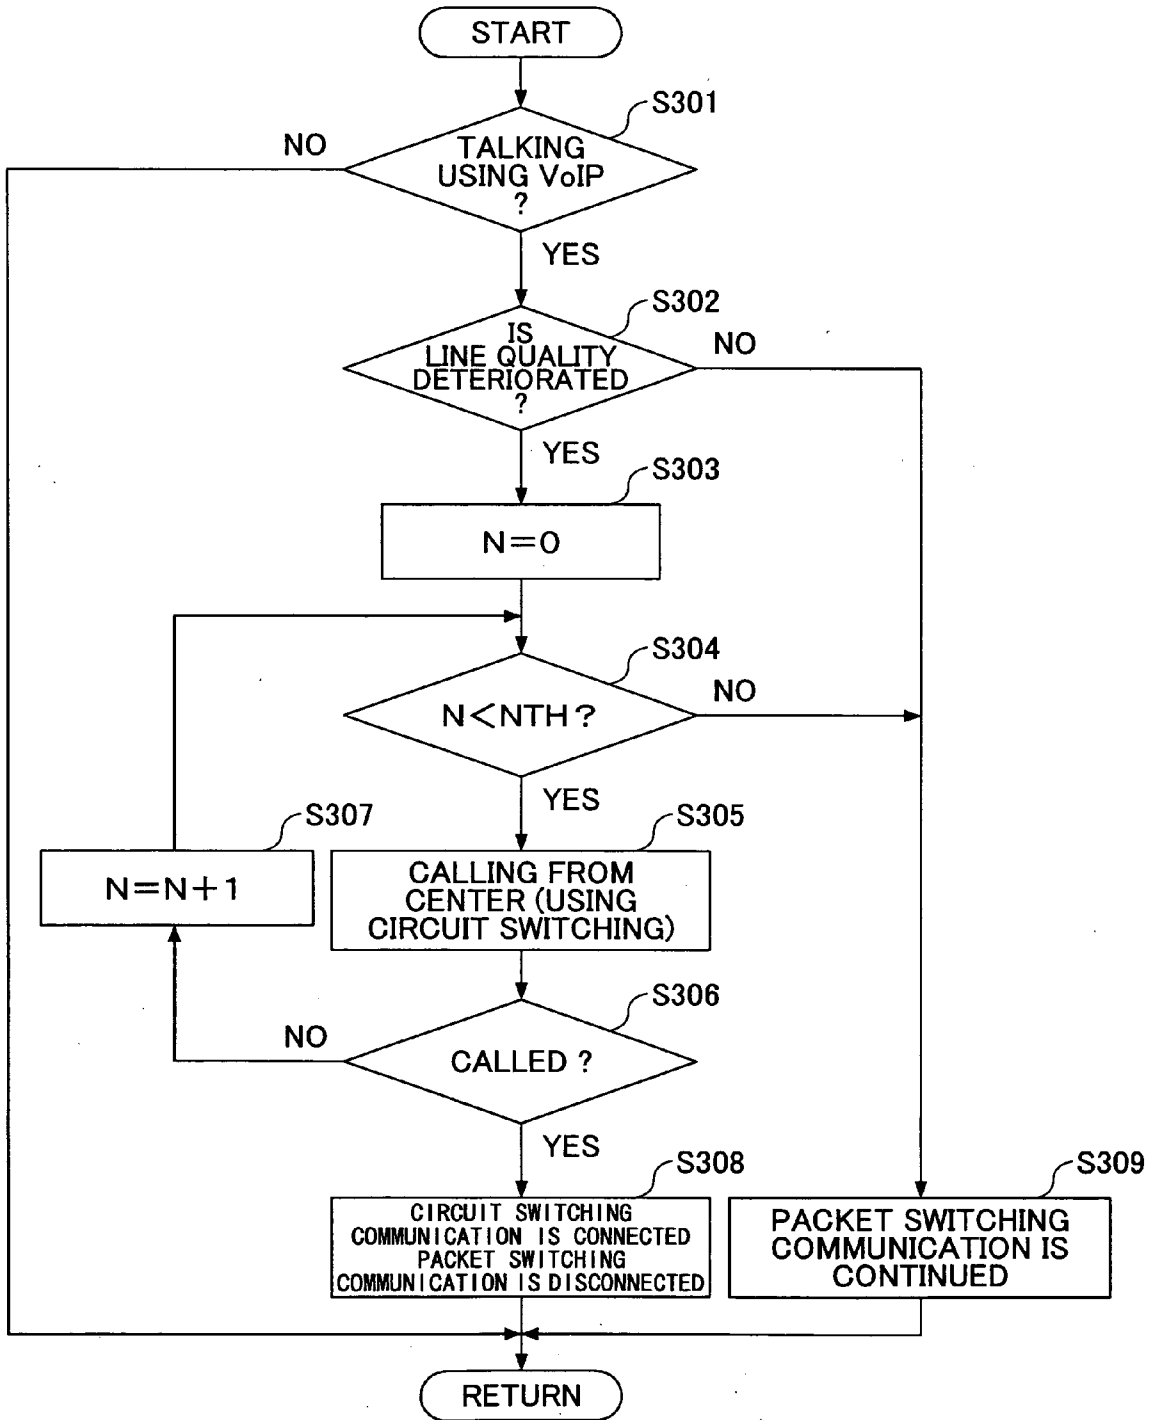 START
S301
NO
TALKING
USING VoIP
?
YES
S302
IS
LINE QUALITY
DETERIORATED
?
NO
YES
S303
N=0
S304
N<NTH?
NO
YES
S307
N=N+1
S305
CALLING FROM
CENTER (USING
CIRCUIT SWITCHING)
S306
NO
CALLED ?
YES
S308
CIRCUIT SWITCHING
COMMUNICATION IS CONNECTED
PACKET SWITCHING
COMMUNICATION IS DISCONNECTED
S309
PACKET SWITCHING
COMMUNICATION IS
CONTINUED
RETURN